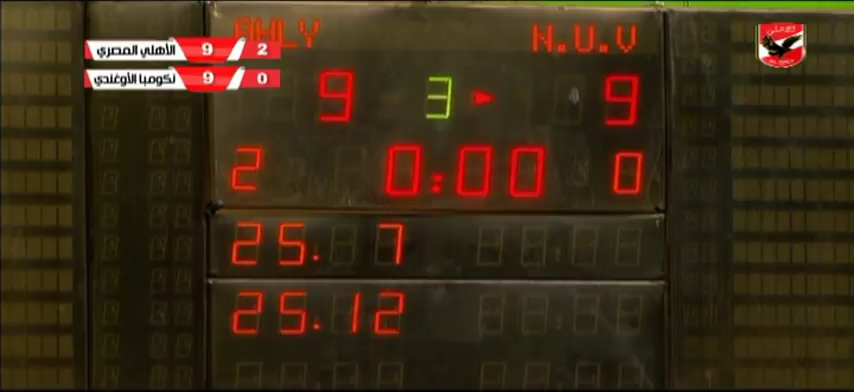 AHLY N.U.V
الأهلي المصري 9 2
نكومبا الأوغندي 9 0
9 3 9
2 0:00 0
25. 7
25.12